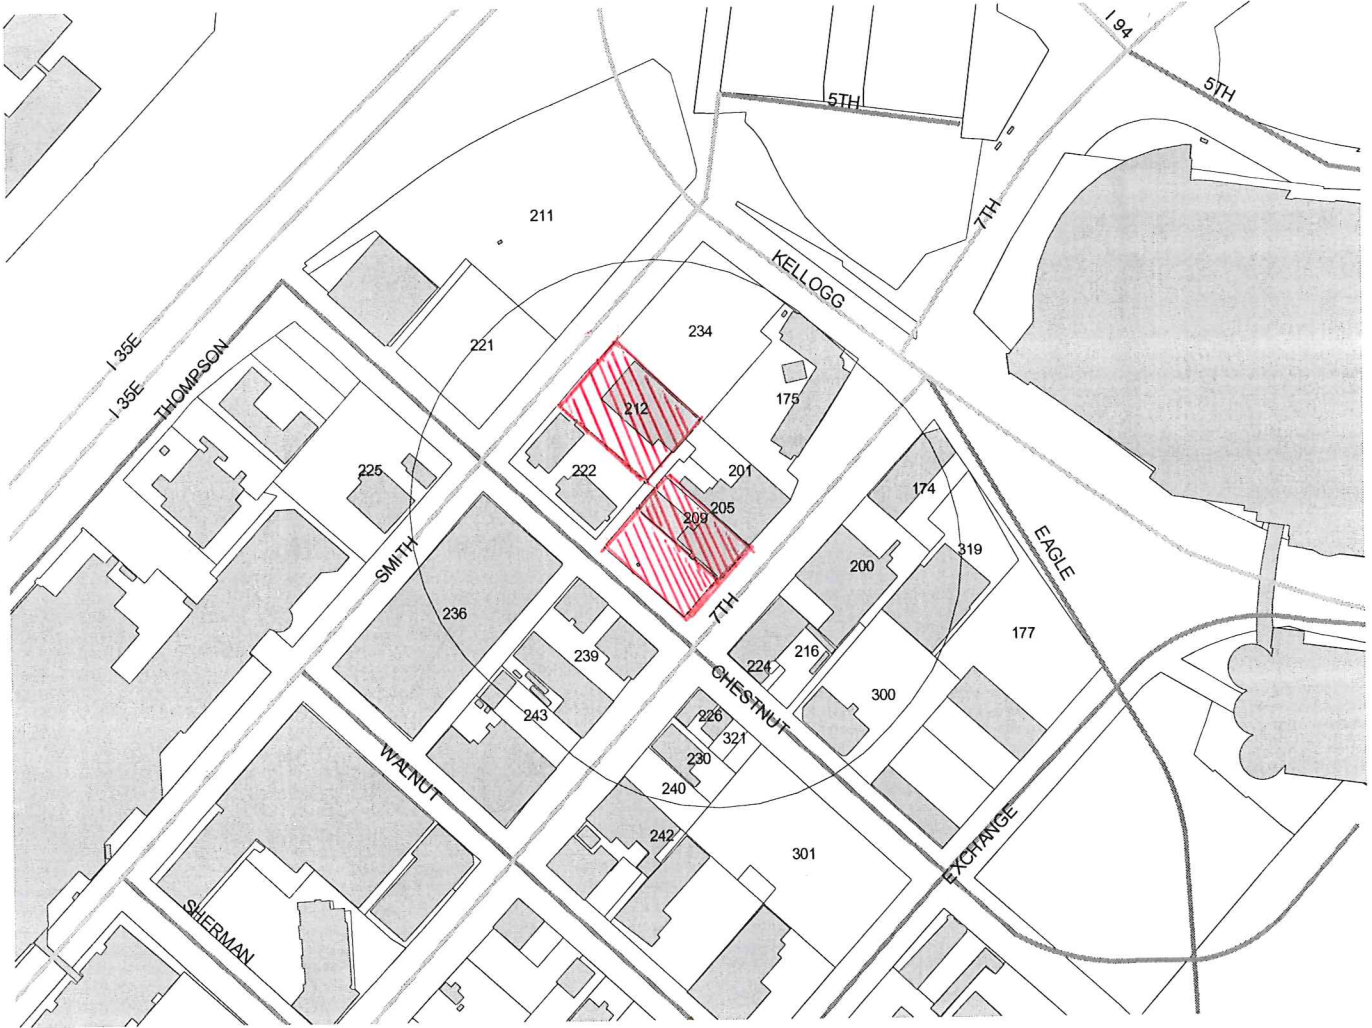 I 94
5TH
5TH
7TH
211
KELLOGG
234
221
I 35E
THOMPSON
I 35E
175
212
201
222
225
205
209
174
EAGLE
319
SMITH
200
7TH
236
177
239
216
224
CHESTNUT
300
243
226
321
230
WALNUT
240
242
301
EXCHANGE
SHERMAN